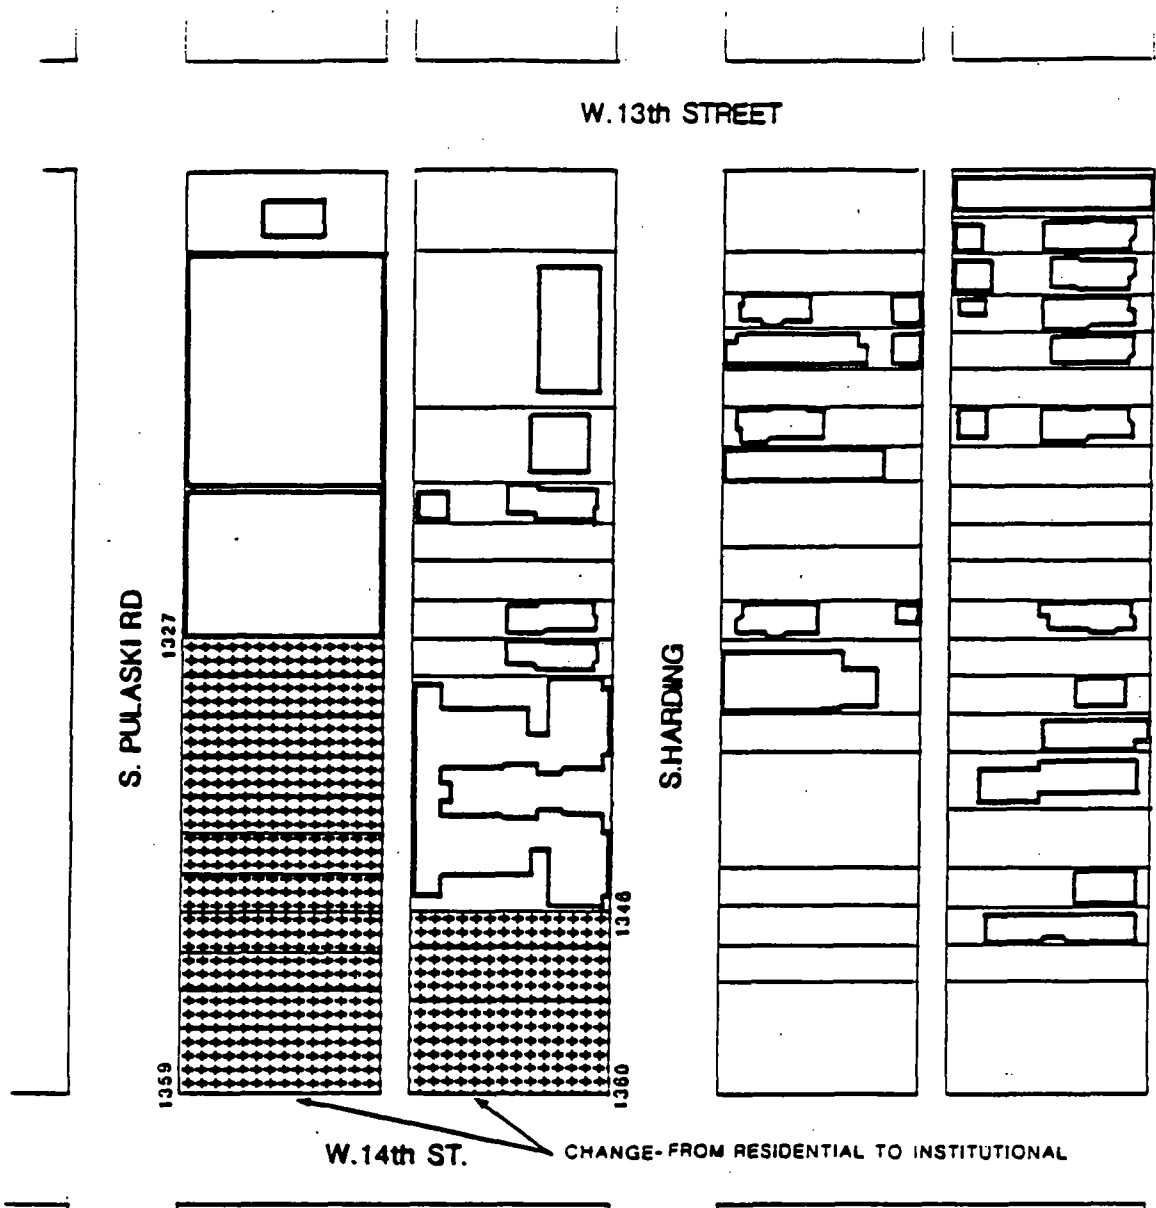 W. 13th STREET
S. PULASKI RD
1327
S.HARDING
1346
1359
1360
W.14th ST.
CHANGE- FROM RESIDENTIAL TO INSTITUTIONAL